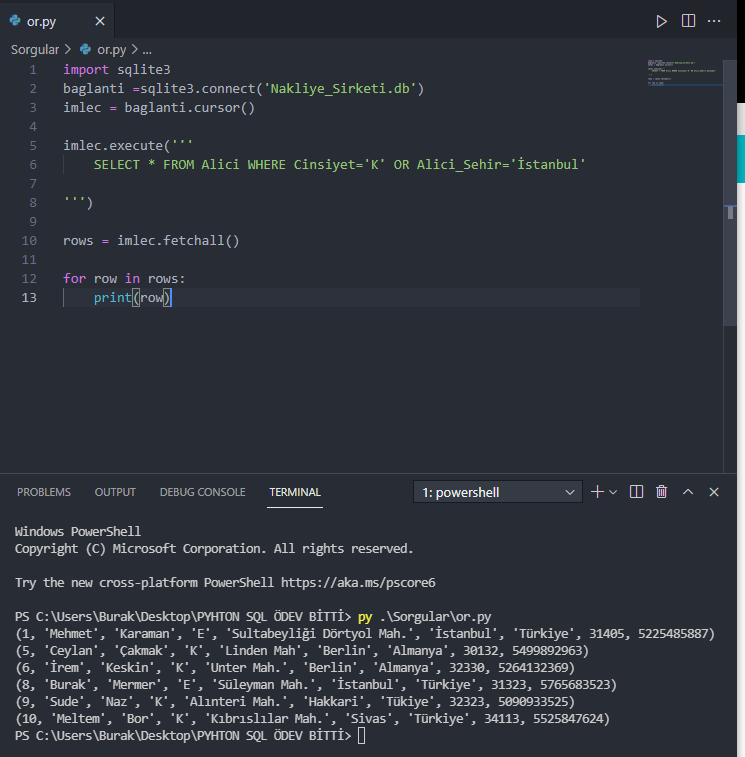 or.py
Sorgular > or.py > ...
1 import sqlite3
2 baglanti =sqlite3.connect('Nakliye_Sirketi.db')
3 imlec = baglanti.cursor()
4
5 imlec.execute('''
6 SELECT * FROM Alici WHERE Cinsiyet='K' OR Alici_Sehir='İstanbul'
7
8 ''')
9
10 rows = imlec.fetchall()
11
12 for row in rows:
13 print(row)
PROBLEMS OUTPUT DEBUG CONSOLE TERMINAL 1: powershell
Windows PowerShell
Copyright (C) Microsoft Corporation. All rights reserved.
Try the new cross-platform PowerShell https://aka.ms/pscore6
PS C:\Users\Burak\Desktop\PYHTON SQL ÖDEV BİTTİ> py .\Sorgular\or.py
(1, 'Mehmet', 'Karaman', 'E', 'Sultabeyliği Dörtyol Mah.', 'İstanbul', 'Türkiye', 31405, 5225485887)
(5, 'Ceylan', 'Çakmak', 'K', 'Linden Mah', 'Berlin', 'Almanya', 30132, 5499892963)
(6, 'İrem', 'Keskin', 'K', 'Unter Mah.', 'Berlin', 'Almanya', 32330, 5264132369)
(8, 'Burak', 'Mermer', 'E', 'Süleyman Mah.', 'İstanbul', 'Türkiye', 31323, 5765683523)
(9, 'Sude', 'Naz', 'K', 'Alınteri Mah.', 'Hakkari', 'Tükiye', 32323, 5090933525)
(10, 'Meltem', 'Bor', 'K', 'Kıbrıslılar Mah.', 'Sivas', 'Türkiye', 34113, 5525847624)
PS C:\Users\Burak\Desktop\PYHTON SQL ÖDEV BİTTİ>